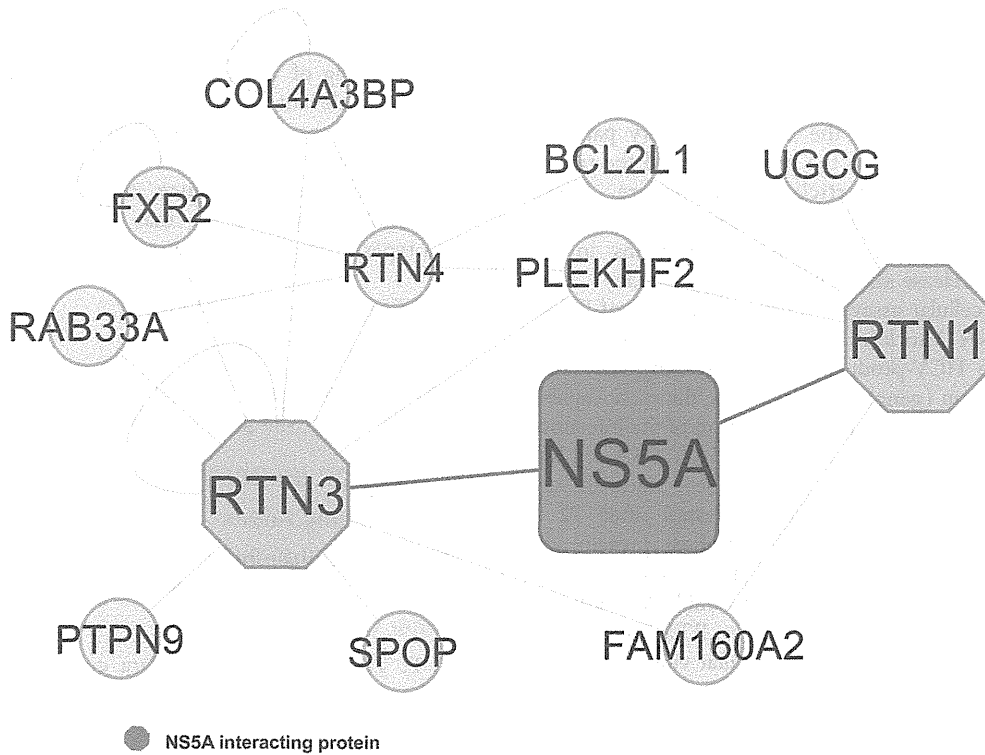 COL4A3BP
BCL2L1
UGCG
FXR2
RTN4
PLEKHF2
RAB33A
RTN1
NS5A
RTN3
PTPN9
SPOP
FAM160A2
NS5A interacting protein